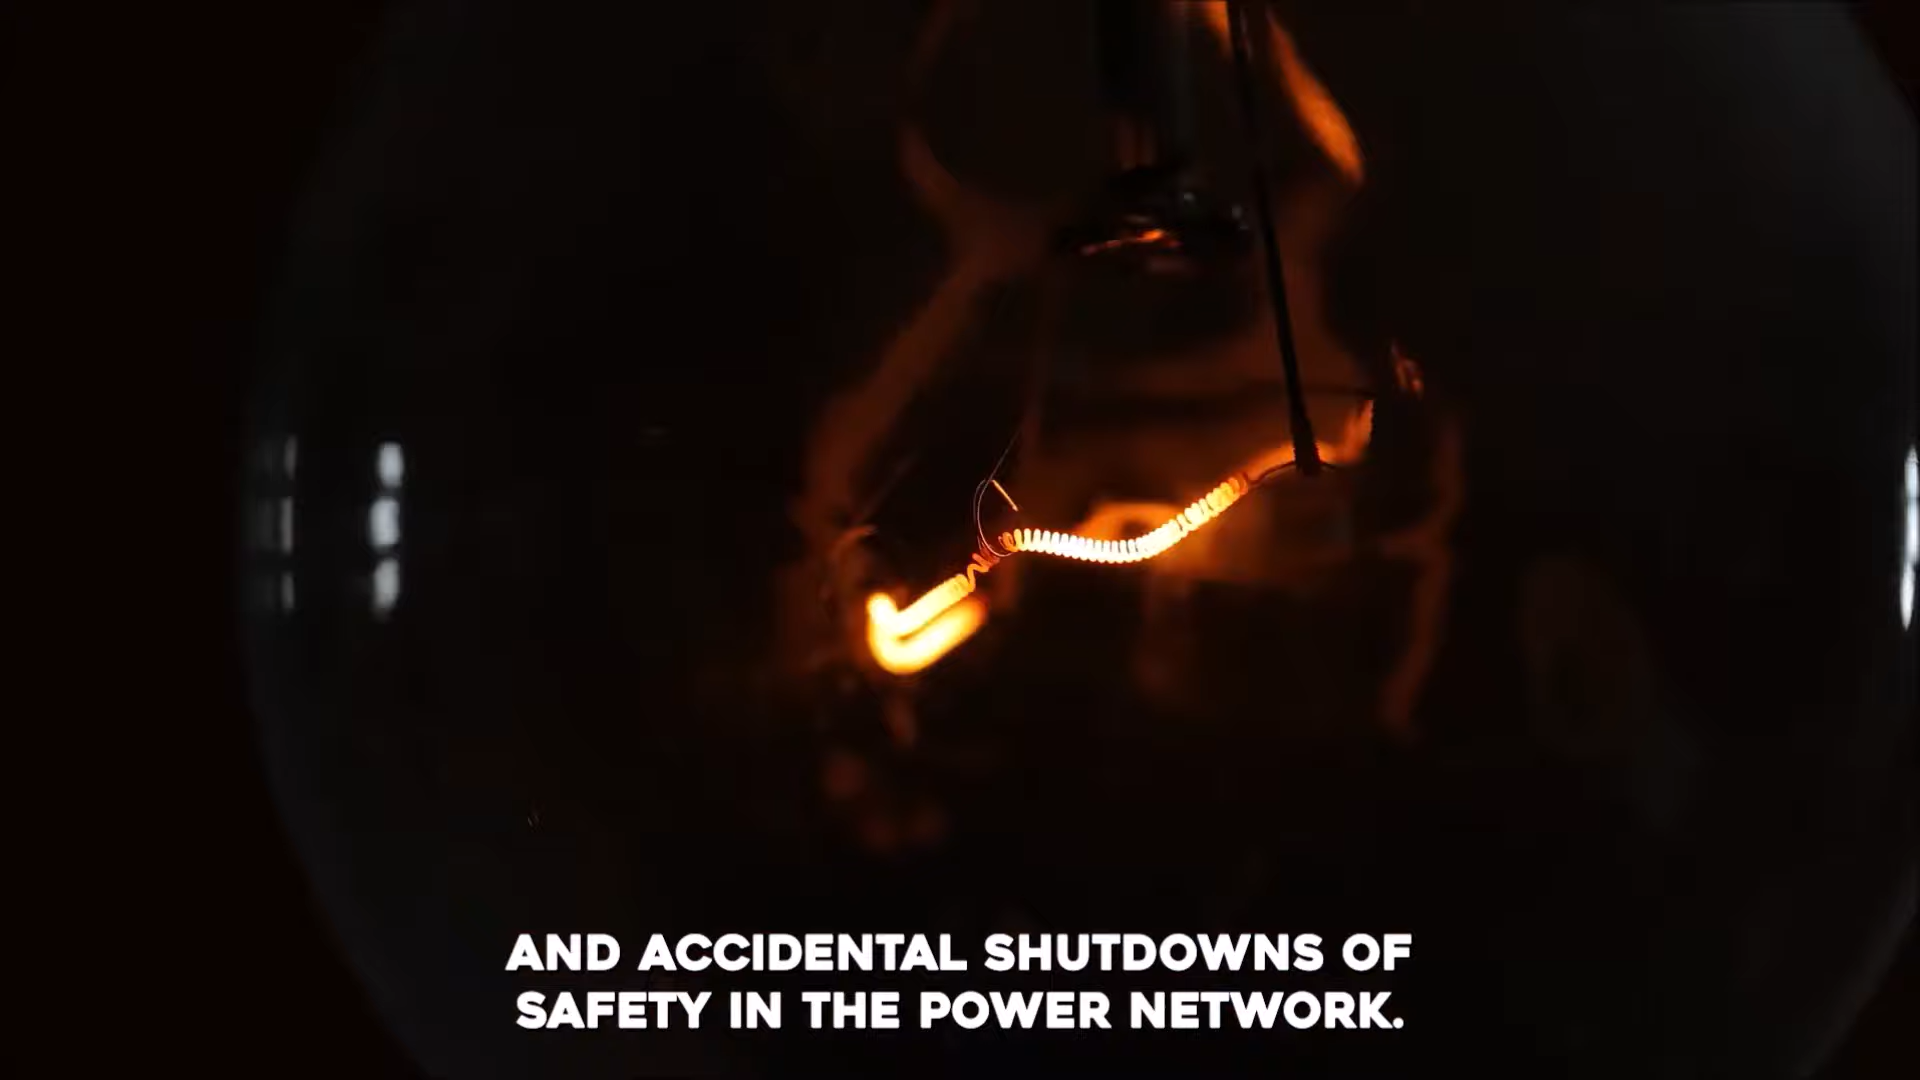 AND ACCIDENTAL SHUTDOWNS OF
SAFETY IN THE POWER NETWORK.